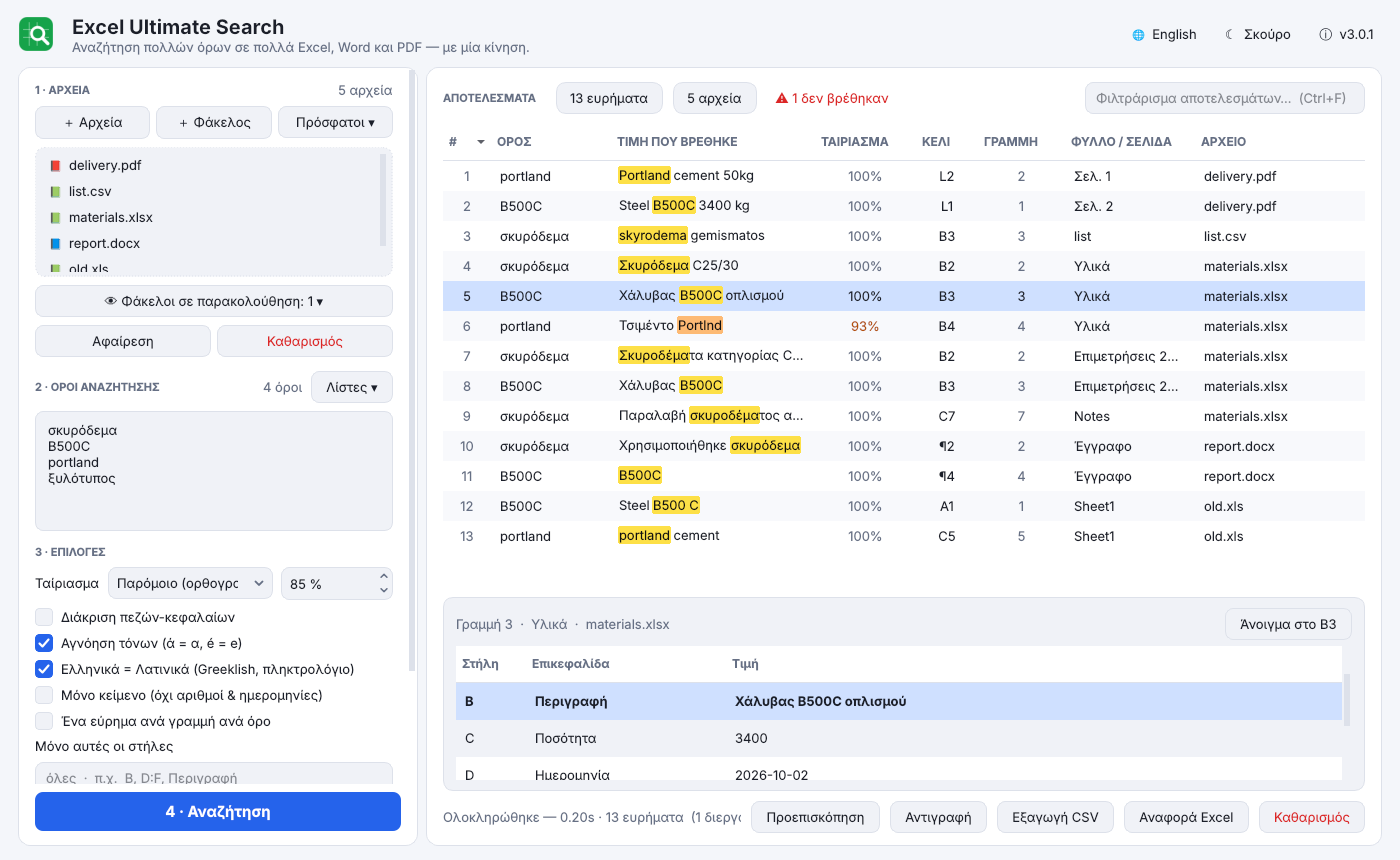 Excel Ultimate Search
Αναζήτηση πολλών όρων σε πολλά Excel, Word και PDF — με μία κίνηση.
English
Σκούρο
v3.0.1
1 · ΑΡΧΕΙΑ
5 αρχεία
+ Αρχεία
+ Φάκελος
Πρόσφατοι ▾
delivery.pdf
list.csv
materials.xlsx
report.docx
old.xls
Φάκελοι σε παρακολούθηση: 1 ▾
Αφαίρεση
Καθαρισμός
2 · ΟΡΟΙ ΑΝΑΖΗΤΗΣΗΣ
4 όροι
Λίστες ▾
σκυρόδεμα
B500C
portland
ξυλότυπος
3 · ΕΠΙΛΟΓΕΣ
Ταίριασμα
Παρόμοιο (ορθογρα
85 %
Διάκριση πεζών-κεφαλαίων
Αγνόηση τόνων (ά = α, é = e)
Ελληνικά = Λατινικά (Greeklish, πληκτρολόγιο)
Μόνο κείμενο (όχι αριθμοί & ημερομηνίες)
Ένα εύρημα ανά γραμμή ανά όρο
Μόνο αυτές οι στήλες
όλες · π.χ. B, D:F, Περιγραφή
4 · Αναζήτηση
ΑΠΟΤΕΛΕΣΜΑΤΑ
13 ευρήματα
5 αρχεία
1 δεν βρέθηκαν
Φιλτράρισμα αποτελεσμάτων... (Ctrl+F)
# ΟΡΟΣ ΤΙΜΗ ΠΟΥ ΒΡΕΘΗΚΕ ΤΑΙΡΙΑΣΜΑ ΚΕΛΙ ΓΡΑΜΜΗ ΦΥΛΛΟ / ΣΕΛΙΔΑ ΑΡΧΕΙΟ
1 portland Portland cement 50kg 100% L2 2 Σελ. 1 delivery.pdf
2 B500C Steel B500C 3400 kg 100% L1 1 Σελ. 2 delivery.pdf
3 σκυρόδεμα skyrodema gemismatos 100% B3 3 list list.csv
4 σκυρόδεμα Σκυρόδεμα C25/30 100% B2 2 Υλικά materials.xlsx
5 B500C Χάλυβας B500C οπλισμού 100% B3 3 Υλικά materials.xlsx
6 portland Τσιμέντο Portlnd 93% B4 4 Υλικά materials.xlsx
7 σκυρόδεμα Σκυροδέματα κατηγορίας C... 100% B2 2 Επιμετρήσεις 2... materials.xlsx
8 B500C Χάλυβας B500C 100% B3 3 Επιμετρήσεις 2... materials.xlsx
9 σκυρόδεμα Παραλαβή σκυροδέματος α... 100% C7 7 Notes materials.xlsx
10 σκυρόδεμα Χρησιμοποιήθηκε σκυρόδεμα 100% ¶2 2 Έγγραφο report.docx
11 B500C B500C 100% ¶4 4 Έγγραφο report.docx
12 B500C Steel B500 C 100% A1 1 Sheet1 old.xls
13 portland portland cement 100% C5 5 Sheet1 old.xls
Γραμμή 3 · Υλικά · materials.xlsx
Άνοιγμα στο B3
Στήλη Επικεφαλίδα Τιμή
B Περιγραφή Χάλυβας B500C οπλισμού
C Ποσότητα 3400
D Ημερομηνία 2026-10-02
Ολοκληρώθηκε — 0.20s · 13 ευρήματα (1 διεργ
Προεπισκόπηση
Αντιγραφή
Εξαγωγή CSV
Αναφορά Excel
Καθαρισμός